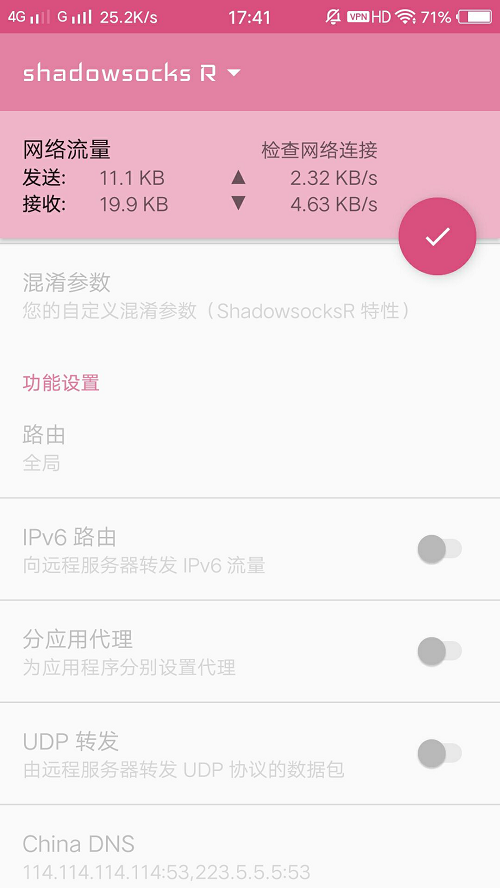 4G G 25.2K/s 17:41 VPN HD 71%
shadowsocks R
网络流量 检查网络连接
发送: 11.1 KB ▲ 2.32 KB/s
接收: 19.9 KB ▼ 4.63 KB/s
混淆参数
您的自定义混淆参数（ShadowsocksR 特性）
功能设置
路由
全局
IPv6 路由
向远程服务器转发 IPv6 流量
分应用代理
为应用程序分别设置代理
UDP 转发
由远程服务器转发 UDP 协议的数据包
China DNS
114.114.114.114:53,223.5.5.5:53